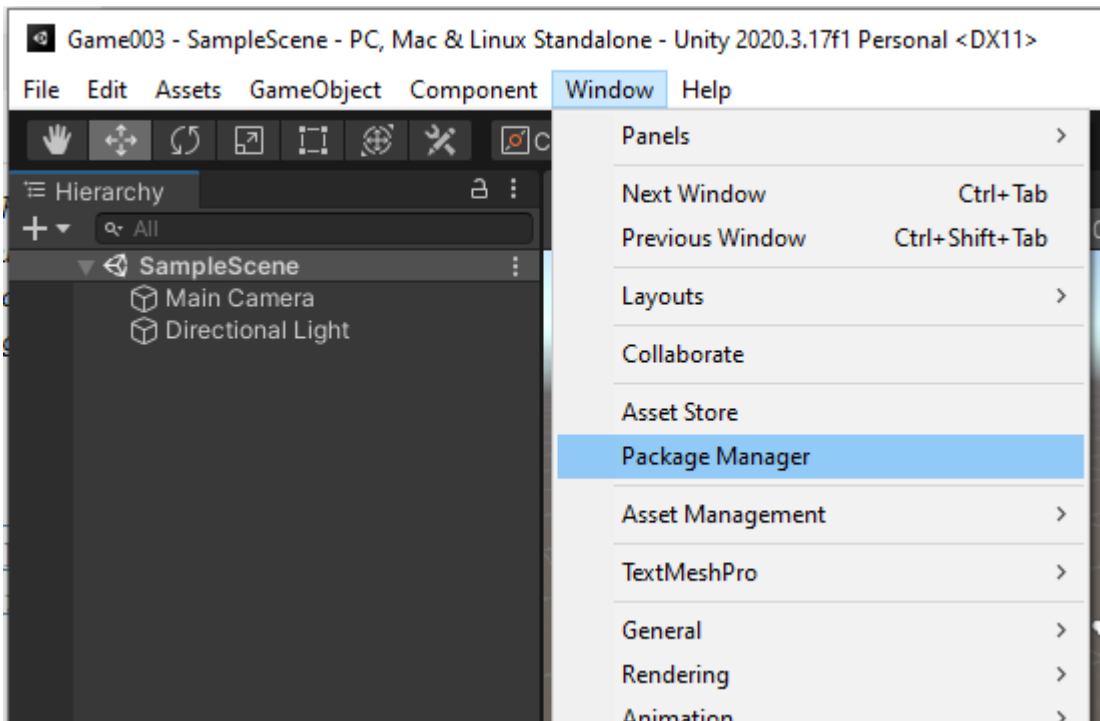 Game003 - SampleScene - PC, Mac & Linux Standalone - Unity 2020.3.17f1 Personal <DX11>
File Edit Assets GameObject Component Window Help
Hierarchy
All
SampleScene
Main Camera
Directional Light
Panels
Next Window Ctrl+Tab
Previous Window Ctrl+Shift+Tab
Layouts
Collaborate
Asset Store
Package Manager
Asset Management
TextMeshPro
General
Rendering
Animation